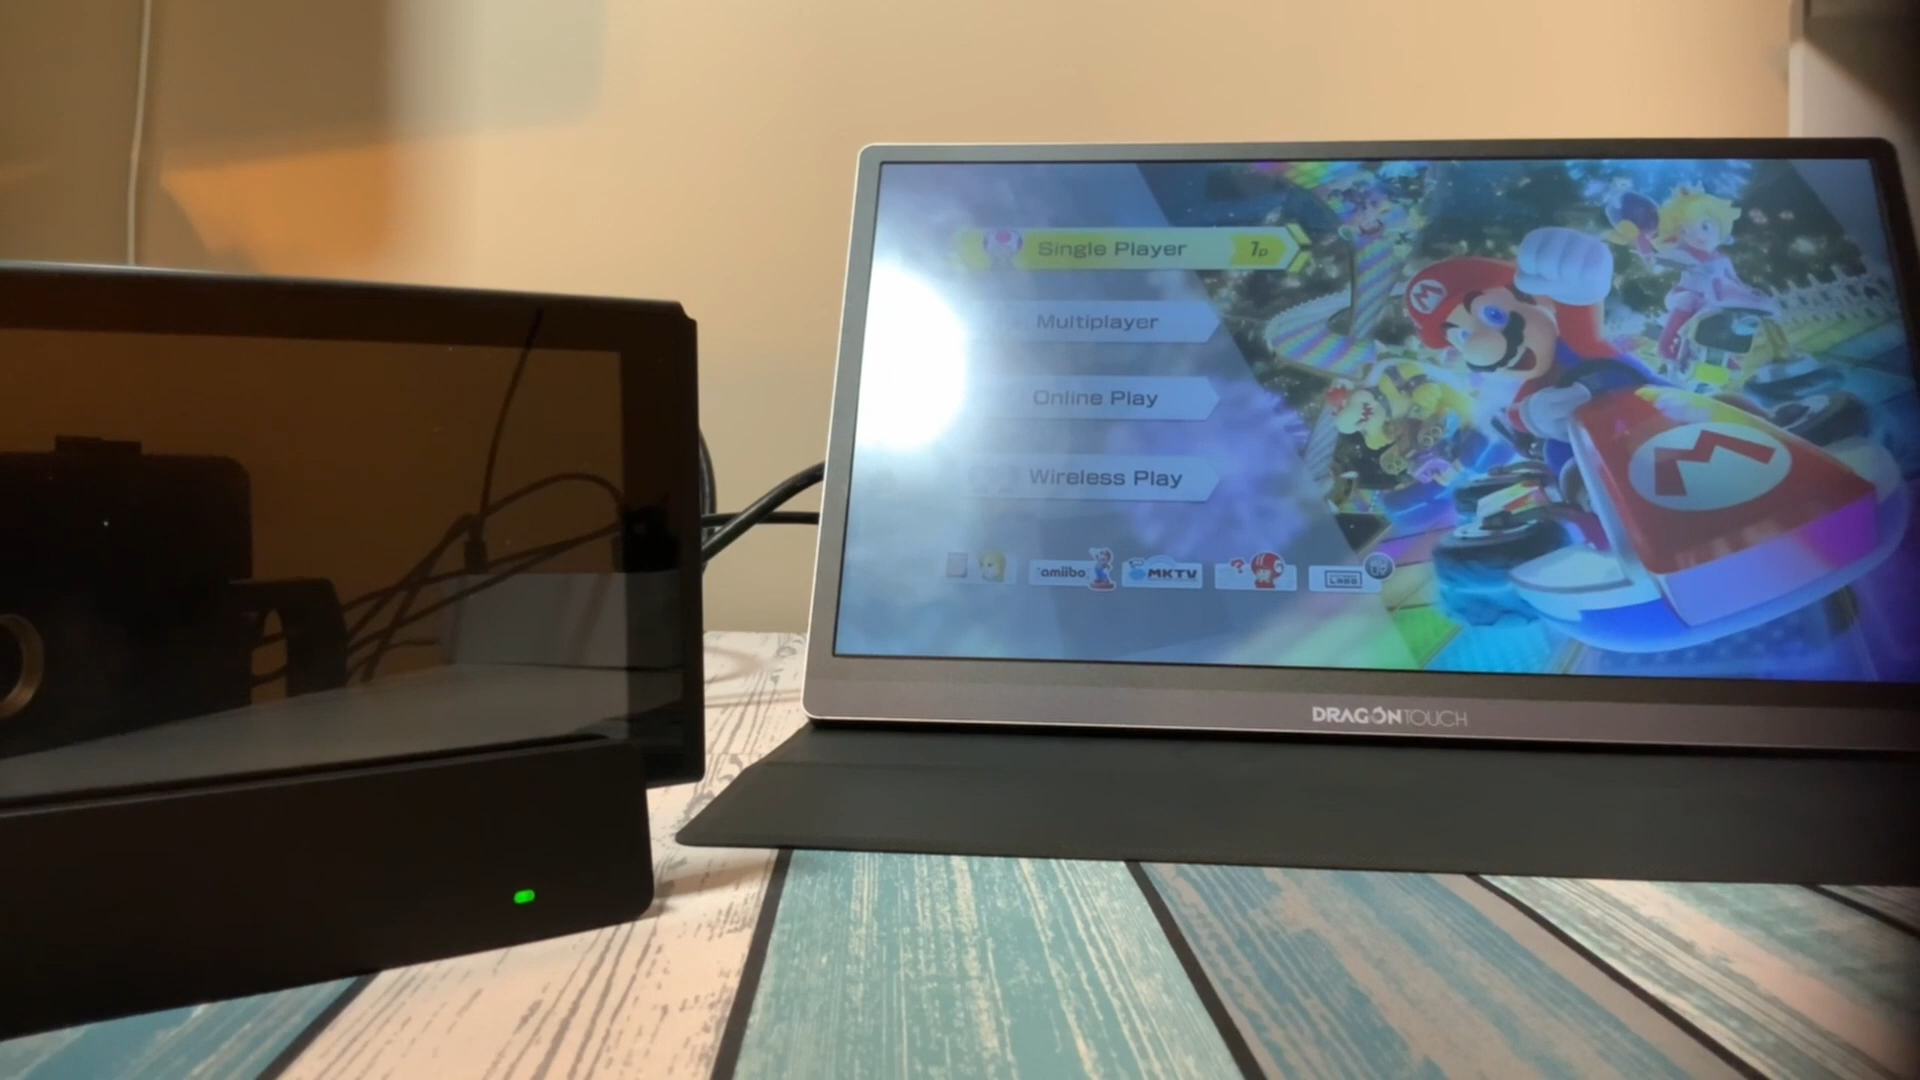 Single Player 1p
Multiplayer
Online Play
Wireless Play
amiibo
MKTV
?
LABO
M
M
DRAGONTOUCH